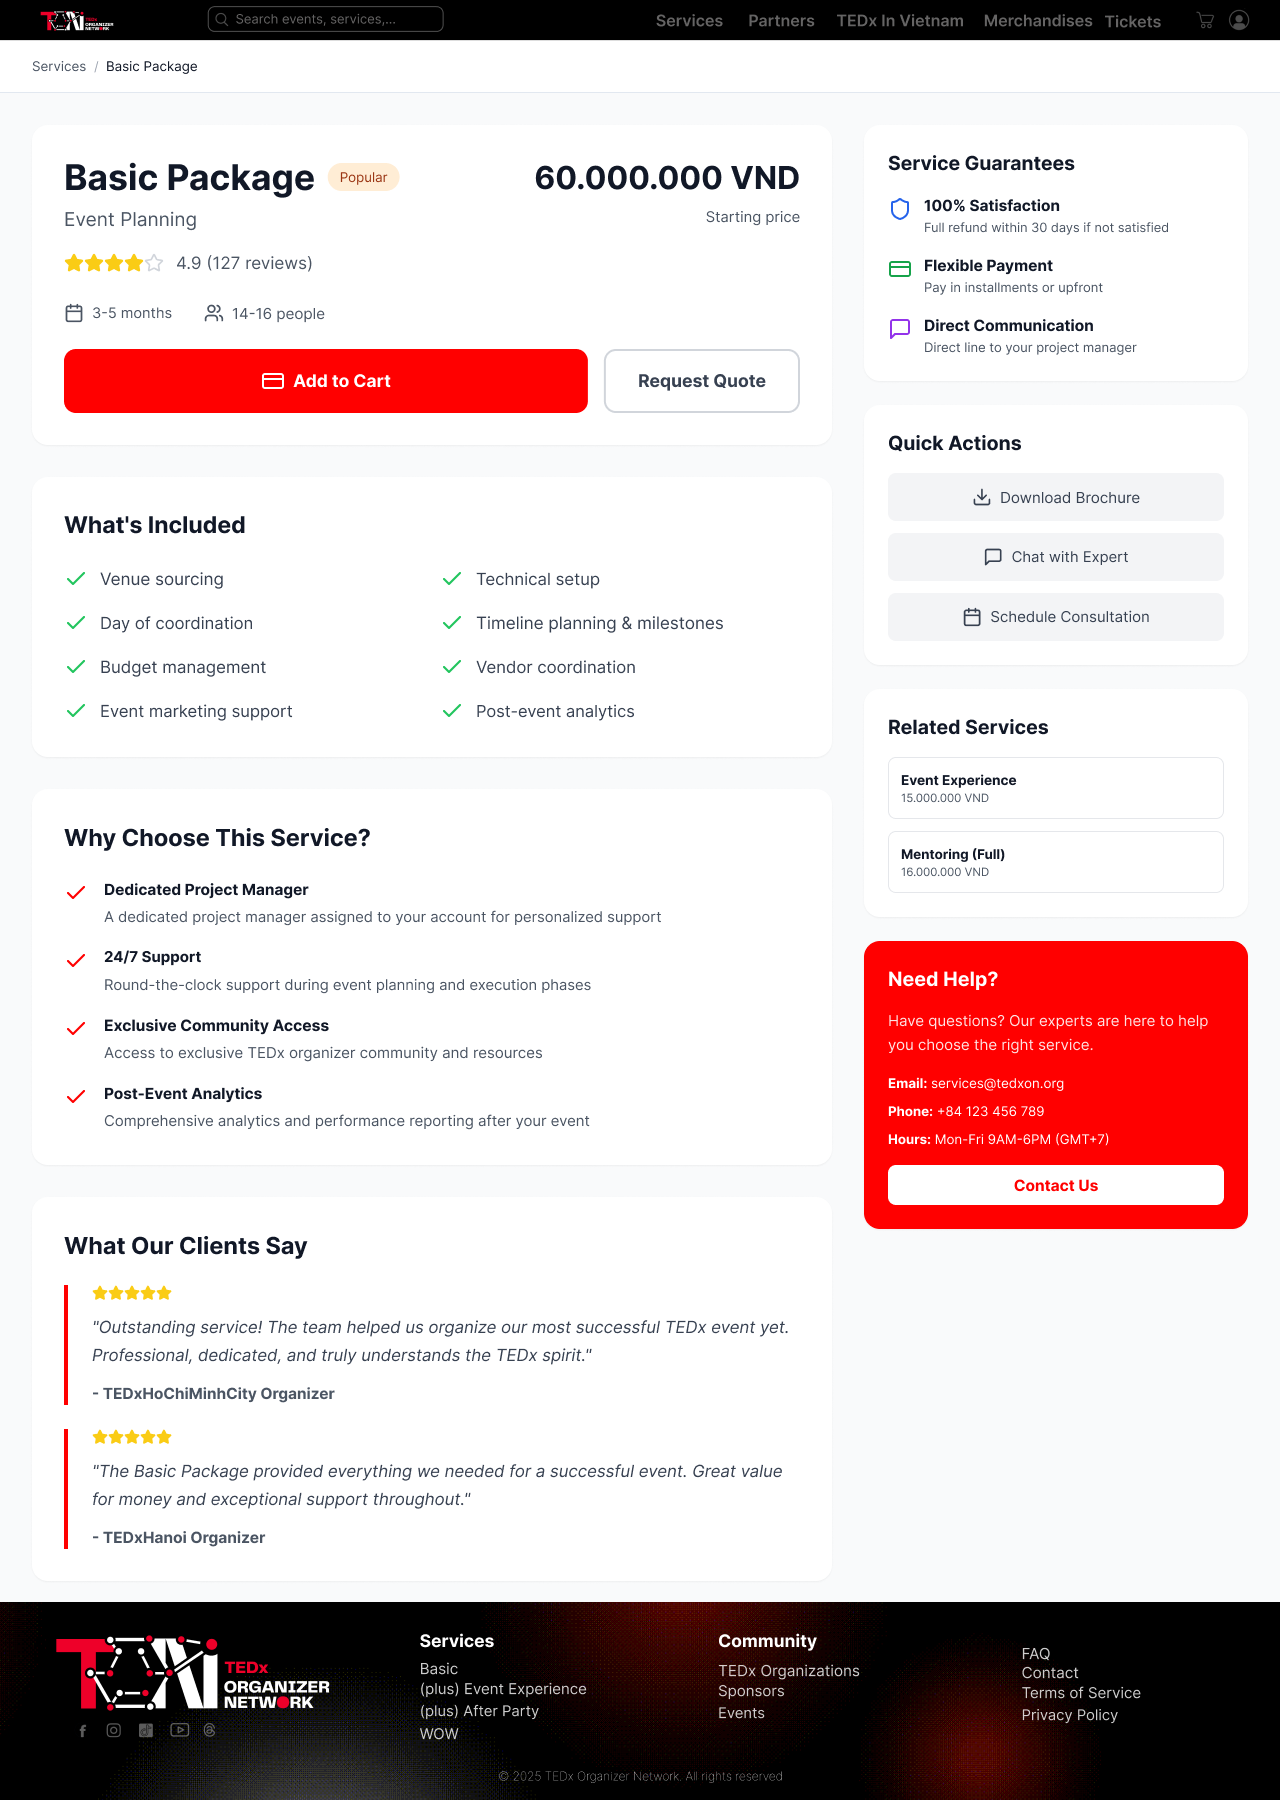 TEDx
ORGANIZER
NETWORK
Search events, services,...
Services
Partners
TEDx In Vietnam
Merchandises
Tickets
Services / Basic Package
Basic Package
Popular
60.000.000 VND
Event Planning
Starting price
4.9 (127 reviews)
3-5 months
14-16 people
Add to Cart
Request Quote
What's Included
Venue sourcing
Technical setup
Day of coordination
Timeline planning & milestones
Budget management
Vendor coordination
Event marketing support
Post-event analytics
Why Choose This Service?
Dedicated Project Manager
A dedicated project manager assigned to your account for personalized support
24/7 Support
Round-the-clock support during event planning and execution phases
Exclusive Community Access
Access to exclusive TEDx organizer community and resources
Post-Event Analytics
Comprehensive analytics and performance reporting after your event
What Our Clients Say
"Outstanding service! The team helped us organize our most successful TEDx event yet.
Professional, dedicated, and truly understands the TEDx spirit."
- TEDxHoChiMinhCity Organizer
"The Basic Package provided everything we needed for a successful event. Great value
for money and exceptional support throughout."
- TEDxHanoi Organizer
Service Guarantees
100% Satisfaction
Full refund within 30 days if not satisfied
Flexible Payment
Pay in installments or upfront
Direct Communication
Direct line to your project manager
Quick Actions
Download Brochure
Chat with Expert
Schedule Consultation
Related Services
Event Experience
15.000.000 VND
Mentoring (Full)
16.000.000 VND
Need Help?
Have questions? Our experts are here to help
you choose the right service.
Email: services@tedxon.org
Phone: +84 123 456 789
Hours: Mon-Fri 9AM-6PM (GMT+7)
Contact Us
TEDx
ORGANIZER
NETWORK
Services
Basic
(plus) Event Experience
(plus) After Party
WOW
Community
TEDx Organizations
Sponsors
Events
FAQ
Contact
Terms of Service
Privacy Policy
© 2025 TEDx Organizer Network. All rights reserved